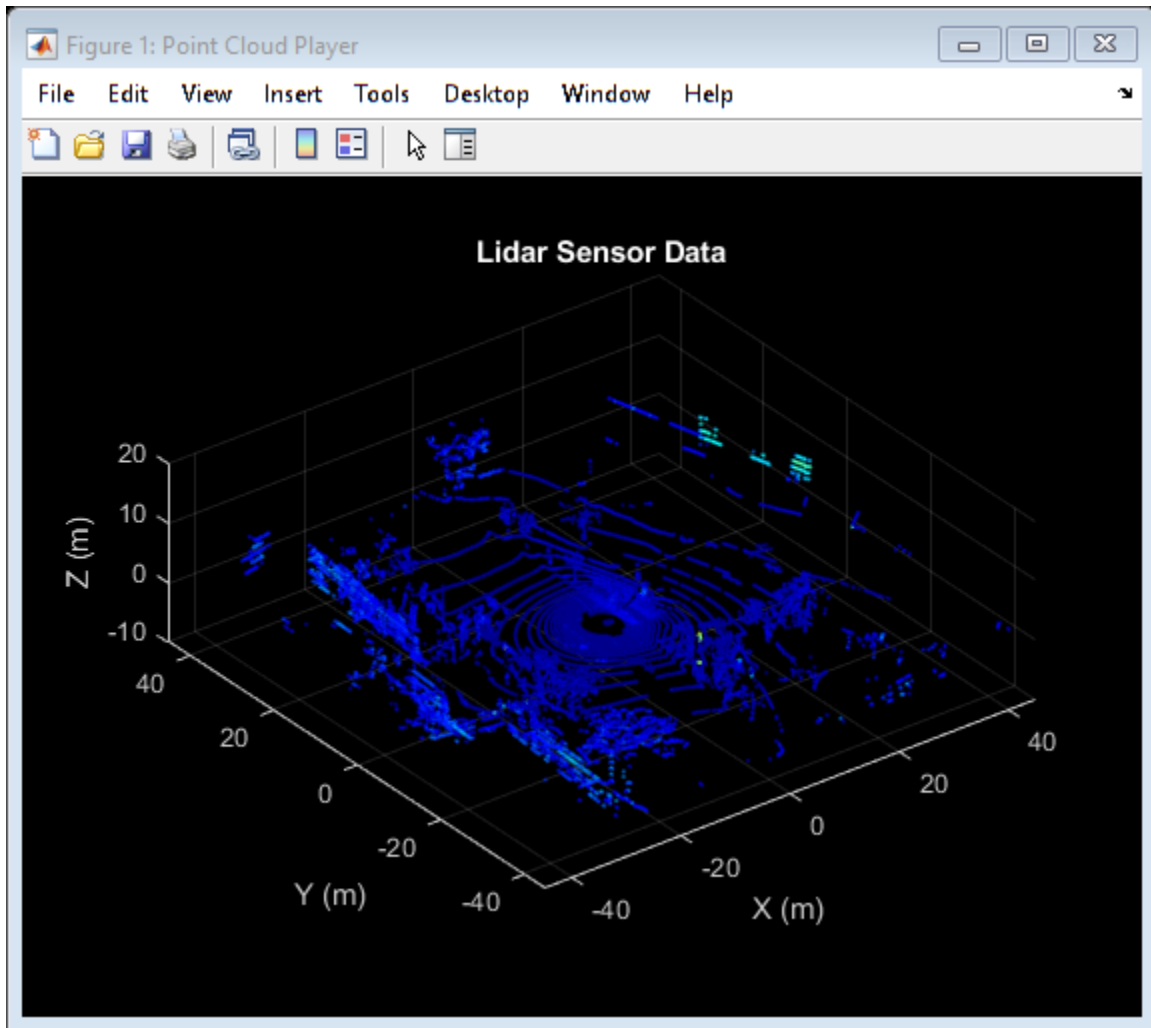 Figure 1: Point Cloud Player
File Edit View Insert Tools Desktop Window Help
Lidar Sensor Data
20
10
0
-10
Z (m)
40
20
0
-20
-40
Y (m)
-40
-20
0
20
40
X (m)